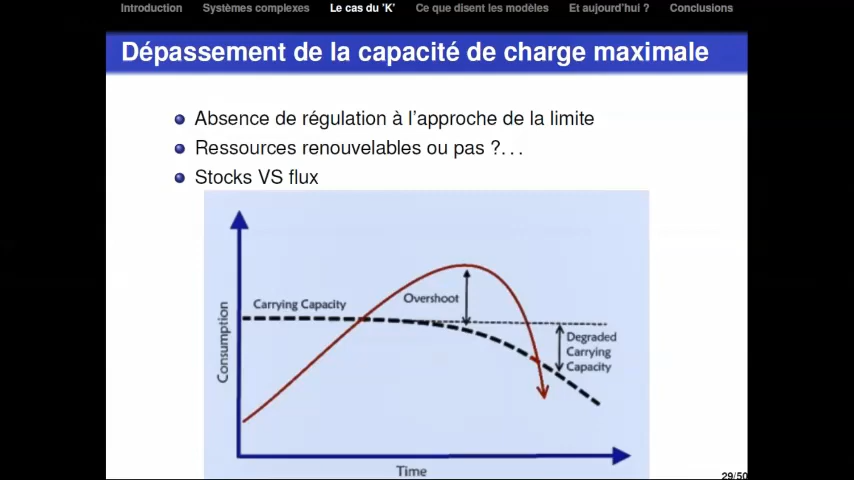 Introduction Systèmes complexes Le cas du 'K' Ce que disent les modèles Et aujourd'hui ? Conclusions
Dépassement de la capacité de charge maximale
Absence de régulation à l'approche de la limite
Ressources renouvelables ou pas ?...
Stocks VS flux
Carrying Capacity
Overshoot
Degraded
Carrying
Capacity
Consumption
Time
29/50